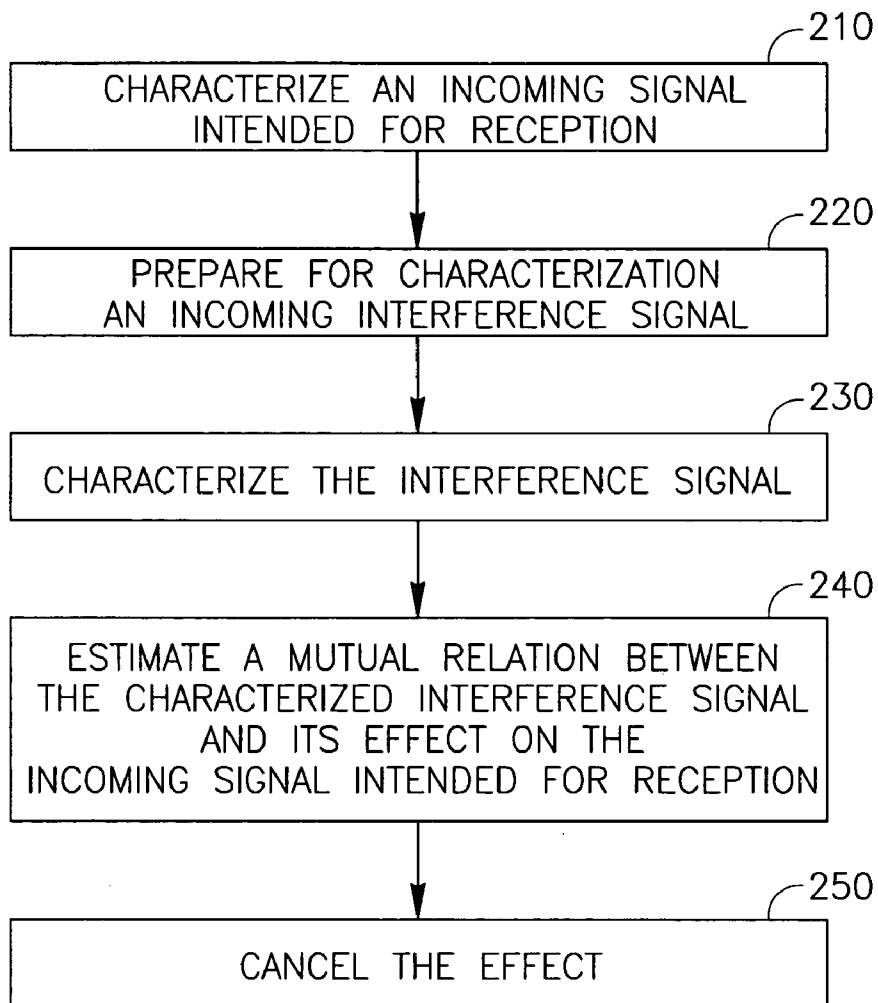 210
CHARACTERIZE AN INCOMING SIGNAL
INTENDED FOR RECEPTION
220
PREPARE FOR CHARACTERIZATION
AN INCOMING INTERFERENCE SIGNAL
230
CHARACTERIZE THE INTERFERENCE SIGNAL
240
ESTIMATE A MUTUAL RELATION BETWEEN
THE CHARACTERIZED INTERFERENCE SIGNAL
AND ITS EFFECT ON THE
INCOMING SIGNAL INTENDED FOR RECEPTION
250
CANCEL THE EFFECT